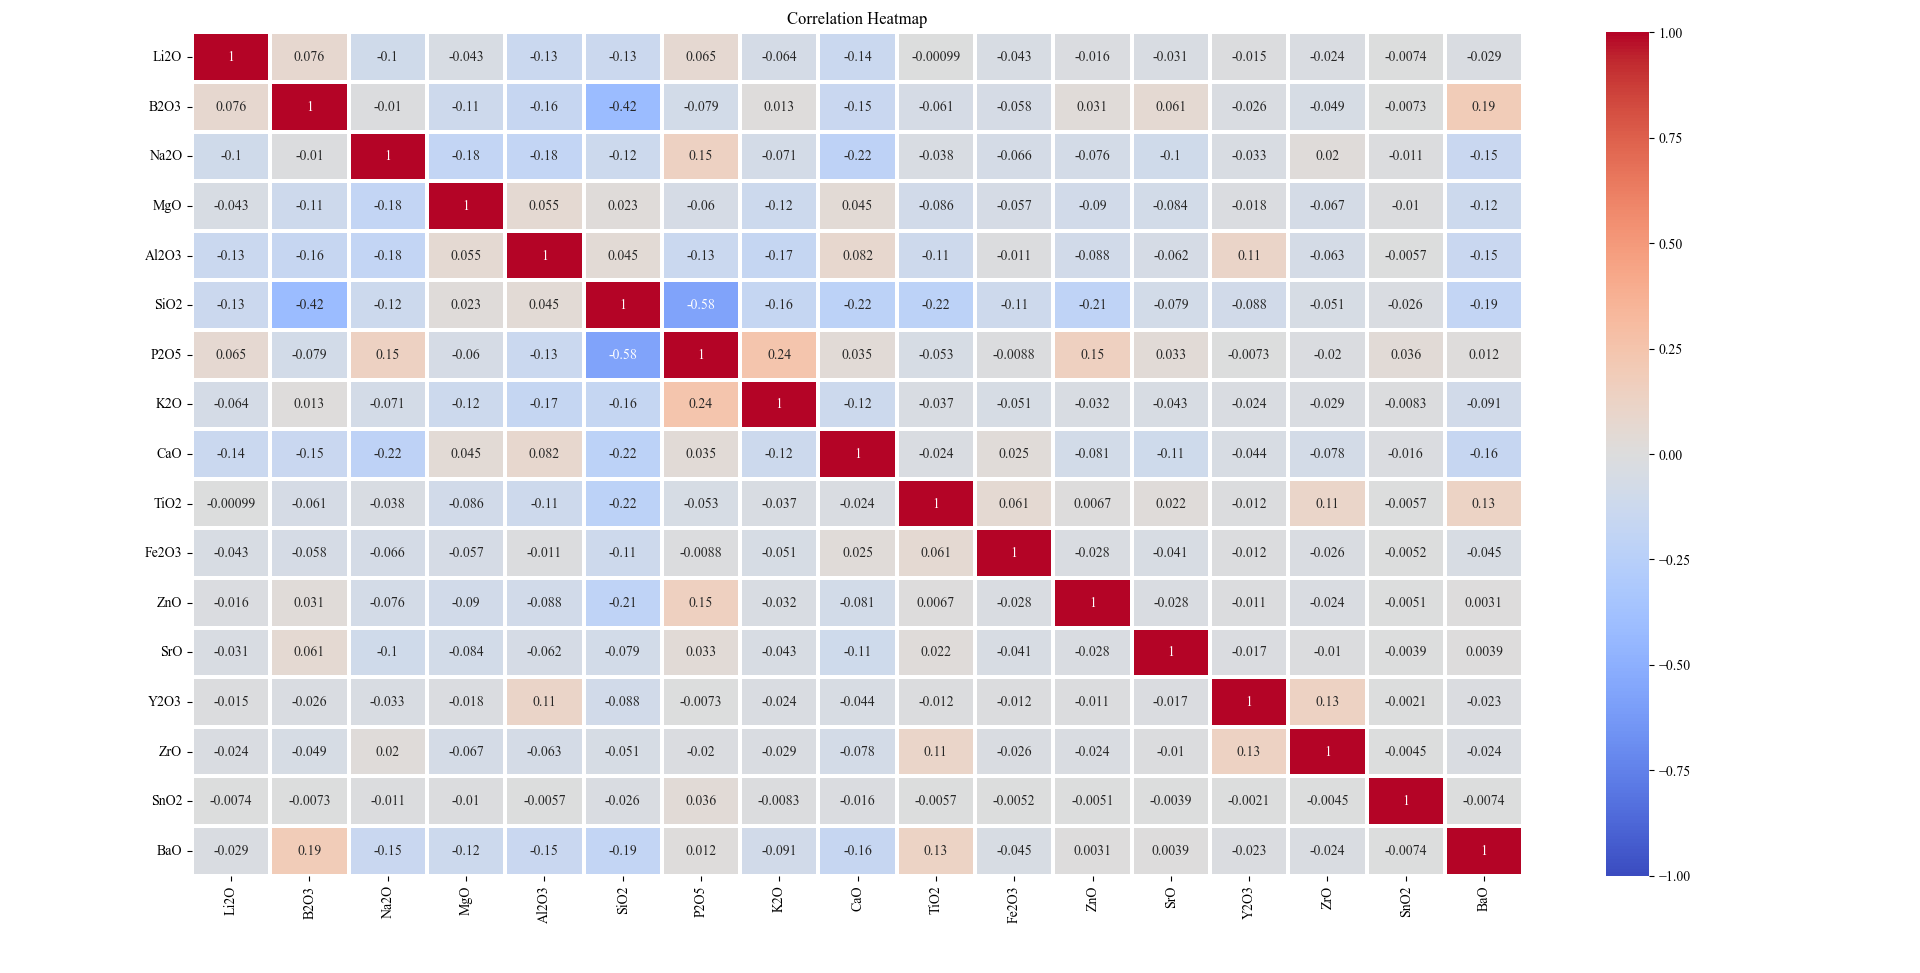 Correlation Heatmap
Li2O 1 0.076 -0.1 -0.043 -0.13 -0.13 0.065 -0.064 -0.14 -0.00099 -0.043 -0.016 -0.031 -0.015 -0.024 -0.0074 -0.029
B2O3 0.076 1 -0.01 -0.11 -0.16 -0.42 -0.079 0.013 -0.15 -0.061 -0.058 0.031 0.061 -0.026 -0.049 -0.0073 0.19
Na2O -0.1 -0.01 1 -0.18 -0.18 -0.12 0.15 -0.071 -0.22 -0.038 -0.066 -0.076 -0.1 -0.033 0.02 -0.011 -0.15
MgO -0.043 -0.11 -0.18 1 0.055 0.023 -0.06 -0.12 0.045 -0.086 -0.057 -0.09 -0.084 -0.018 -0.067 -0.01 -0.12
Al2O3 -0.13 -0.16 -0.18 0.055 1 0.045 -0.13 -0.17 0.082 -0.11 -0.011 -0.088 -0.062 0.11 -0.063 -0.0057 -0.15
SiO2 -0.13 -0.42 -0.12 0.023 0.045 1 -0.58 -0.16 -0.22 -0.22 -0.11 -0.21 -0.079 -0.088 -0.051 -0.026 -0.19
P2O5 0.065 -0.079 0.15 -0.06 -0.13 -0.58 1 0.24 0.035 -0.053 -0.0088 0.15 0.033 -0.0073 -0.02 0.036 0.012
K2O -0.064 0.013 -0.071 -0.12 -0.17 -0.16 0.24 1 -0.12 -0.037 -0.051 -0.032 -0.043 -0.024 -0.029 -0.0083 -0.091
CaO -0.14 -0.15 -0.22 0.045 0.082 -0.22 0.035 -0.12 1 -0.024 0.025 -0.081 -0.11 -0.044 -0.078 -0.016 -0.16
TiO2 -0.00099 -0.061 -0.038 -0.086 -0.11 -0.22 -0.053 -0.037 -0.024 1 0.061 0.0067 0.022 -0.012 0.11 -0.0057 0.13
Fe2O3 -0.043 -0.058 -0.066 -0.057 -0.011 -0.11 -0.0088 -0.051 0.025 0.061 1 -0.028 -0.041 -0.012 -0.026 -0.0052 -0.045
ZnO -0.016 0.031 -0.076 -0.09 -0.088 -0.21 0.15 -0.032 -0.081 0.0067 -0.028 1 -0.028 -0.011 -0.024 -0.0051 0.0031
SrO -0.031 0.061 -0.1 -0.084 -0.062 -0.079 0.033 -0.043 -0.11 0.022 -0.041 -0.028 1 -0.017 -0.01 -0.0039 0.0039
Y2O3 -0.015 -0.026 -0.033 -0.018 0.11 -0.088 -0.0073 -0.024 -0.044 -0.012 -0.012 -0.011 -0.017 1 0.13 -0.0021 -0.023
ZrO -0.024 -0.049 0.02 -0.067 -0.063 -0.051 -0.02 -0.029 -0.078 0.11 -0.026 -0.024 -0.01 0.13 1 -0.0045 -0.024
SnO2 -0.0074 -0.0073 -0.011 -0.01 -0.0057 -0.026 0.036 -0.0083 -0.016 -0.0057 -0.0052 -0.0051 -0.0039 -0.0021 -0.0045 1 -0.0074
BaO -0.029 0.19 -0.15 -0.12 -0.15 -0.19 0.012 -0.091 -0.16 0.13 -0.045 0.0031 0.0039 -0.023 -0.024 -0.0074 1
Li2O B2O3 Na2O MgO Al2O3 SiO2 P2O5 K2O CaO TiO2 Fe2O3 ZnO SrO Y2O3 ZrO SnO2 BaO
1.00
0.75
0.50
0.25
0.00
−0.25
−0.50
−0.75
−1.00